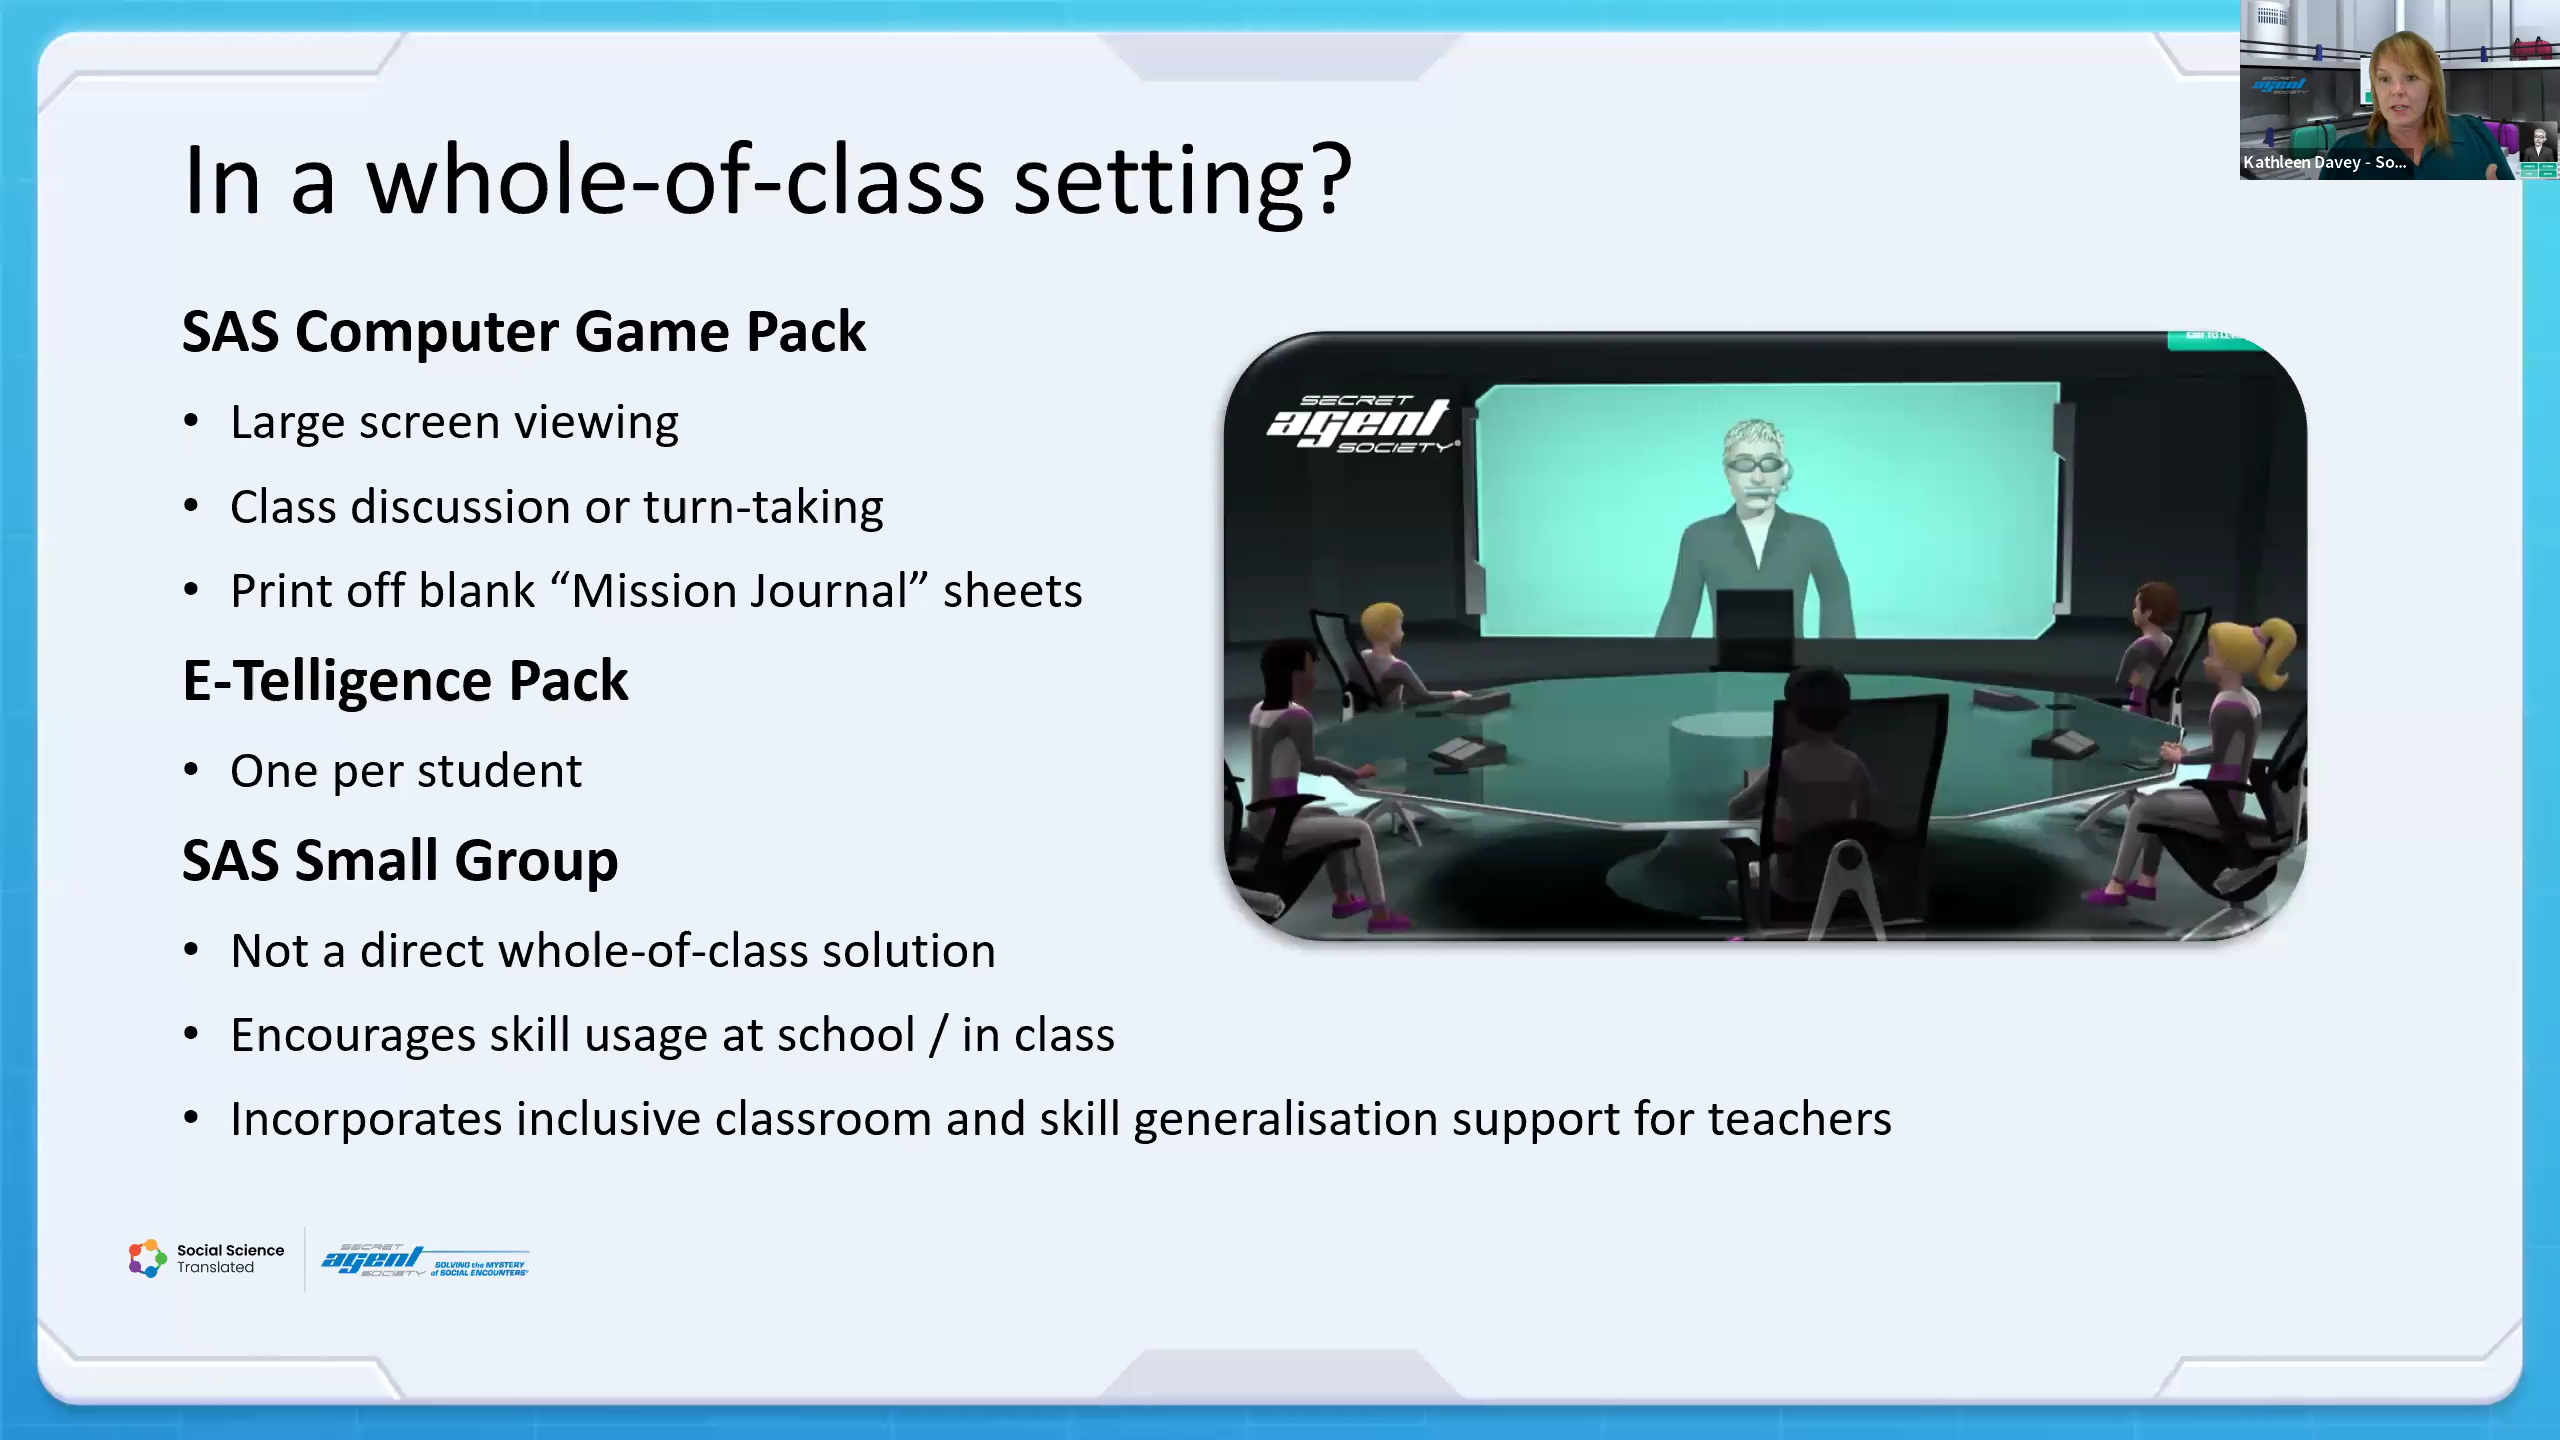 In a whole-of-class setting?
SAS Computer Game Pack
• Large screen viewing
• Class discussion or turn-taking
• Print off blank “Mission Journal” sheets
E-Telligence Pack
• One per student
SAS Small Group
• Not a direct whole-of-class solution
• Encourages skill usage at school / in class
• Incorporates inclusive classroom and skill generalisation support for teachers
SECRET
agent
SOCIETY®
Social Science
Translated
SECRET
agent
SOCIETY
SOLVING the MYSTERY
of SOCIAL ENCOUNTERS®
SECRET
agent
SOCIETY
Kathleen Davey - So...